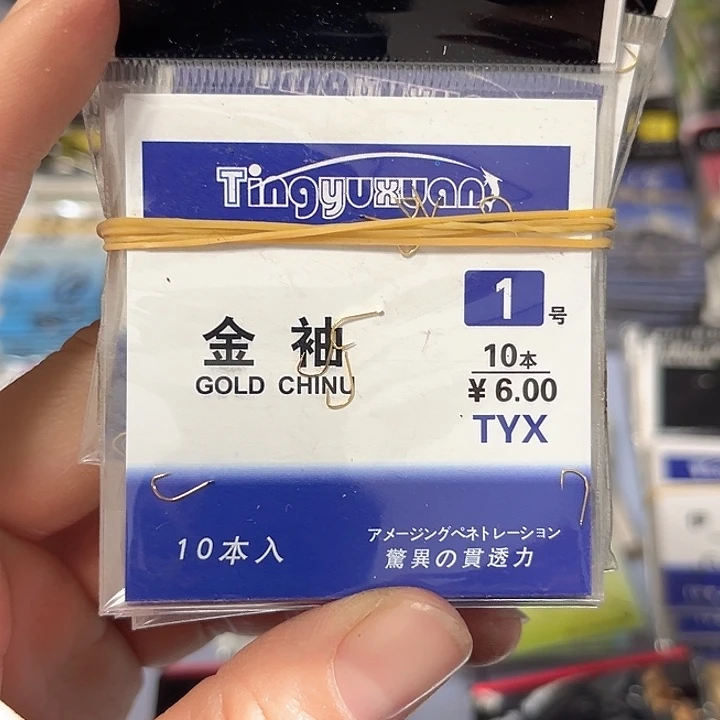 Tingyuxuan
1号
金 袖
GOLD CHINU
10本
¥ 6.00
TYX
10本入
アメージングペネトレーション
驚異の貫透力